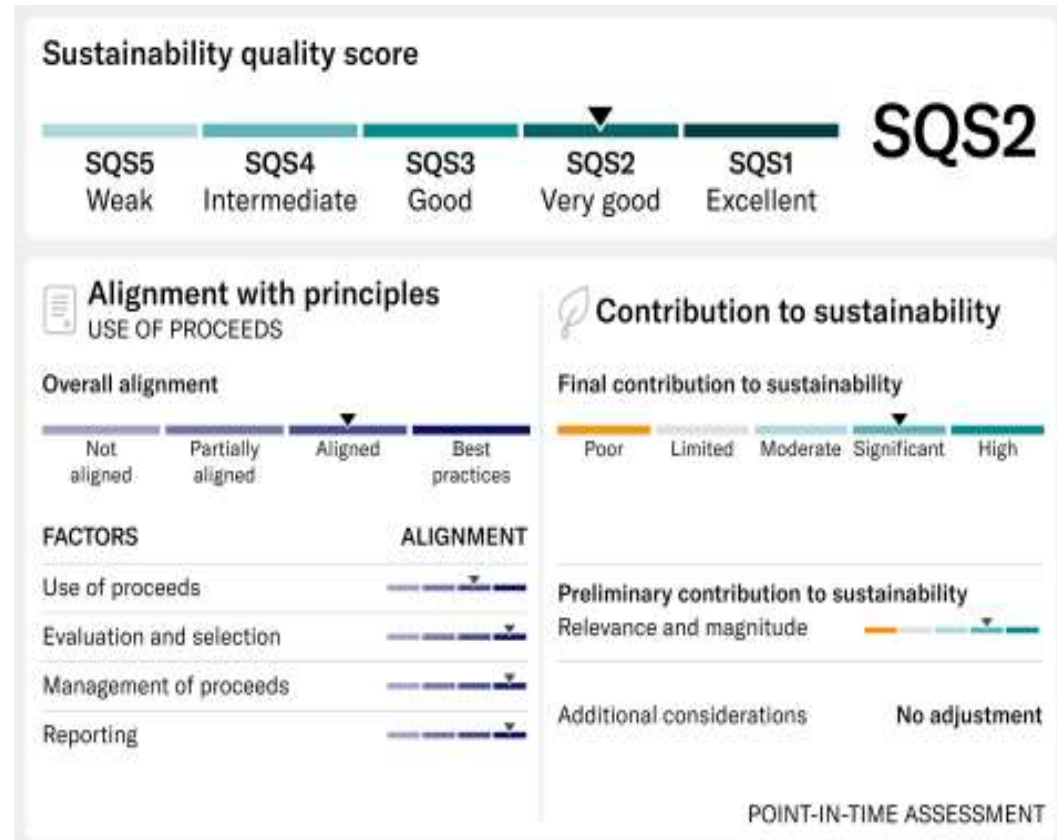 Sustainability quality score
SQS2
SQS5 SQS4 SQS3 SQS2 SQS1
Weak Intermediate Good Very good Excellent
Alignment with principles
USE OF PROCEEDS
Overall alignment
Not aligned
Partially aligned
Aligned
Best practices
FACTORS ALIGNMENT
Use of proceeds
Evaluation and selection
Management of proceeds
Reporting
Contribution to sustainability
Final contribution to sustainability
Poor Limited Moderate Significant High
Preliminary contribution to sustainability
Relevance and magnitude
Additional considerations No adjustment
POINT-IN-TIME ASSESSMENT